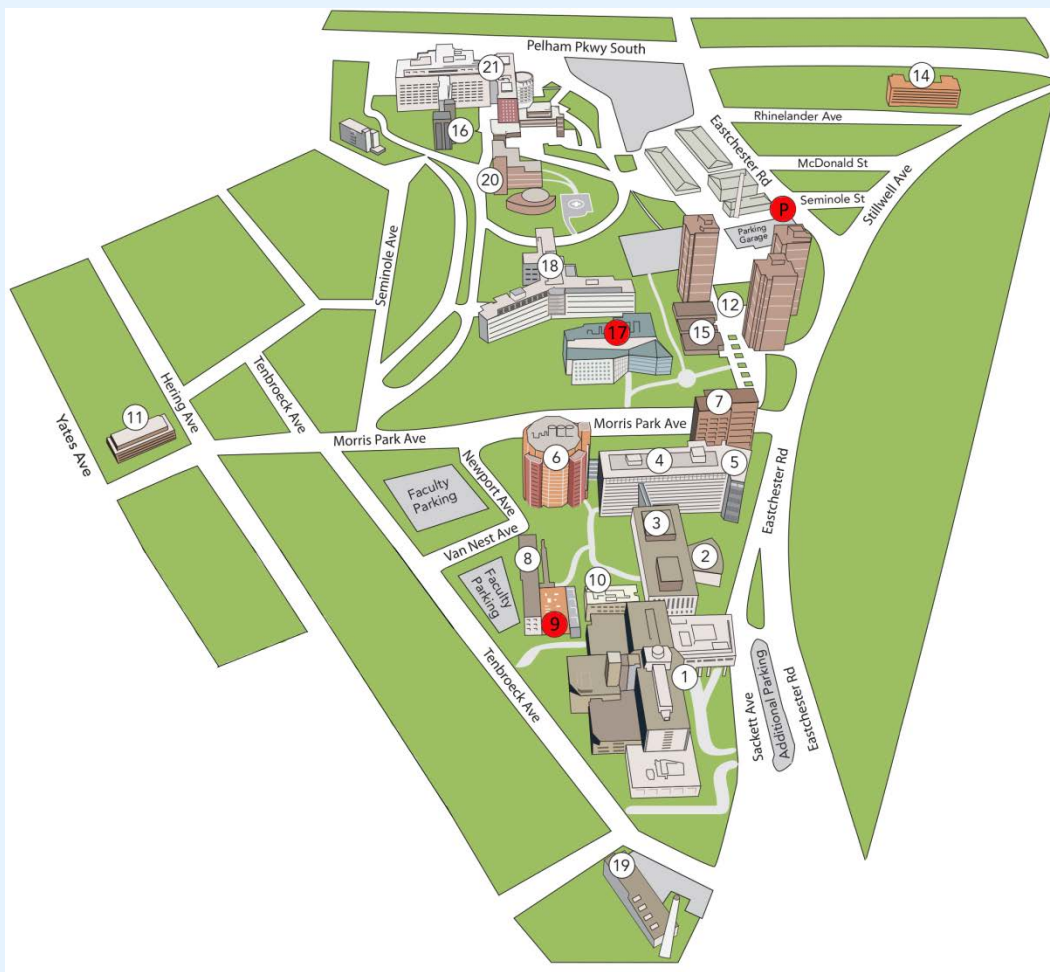 Pelham Pkwy South
21
14
16
Rhinelander Ave
Eastchester Rd
McDonald St
20
Seminole St
Stillwell Ave
P
Parking
Garage
Seminole Ave
18
12
17
15
Tenbroeck Ave
Hering Ave
Yates Ave
11
7
Morris Park Ave
Morris Park Ave
6
4
5
Newport Ave
Faculty
Parking
Eastchester Rd
3
Van Nest Ave
8
2
10
Faculty
Parking
9
1
Tenbroeck Ave
Sackett Ave
Additional Parking
Eastchester Rd
19